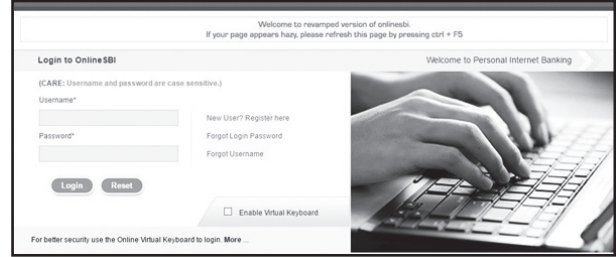 Welcome to revamped version of onlinesbi.
If your page appears hazy, please refresh this page by pressing ctrl + F5
Login to OnlineSBI
Welcome to Personal Internet Banking
(CARE: Username and password are case sensitive.)
Username*
New User? Register here
Password*
Forgot Login Password
Forgot Username
Login Reset
Enable Virtual Keyboard
For better security use the Online Virtual Keyboard to login. More ...